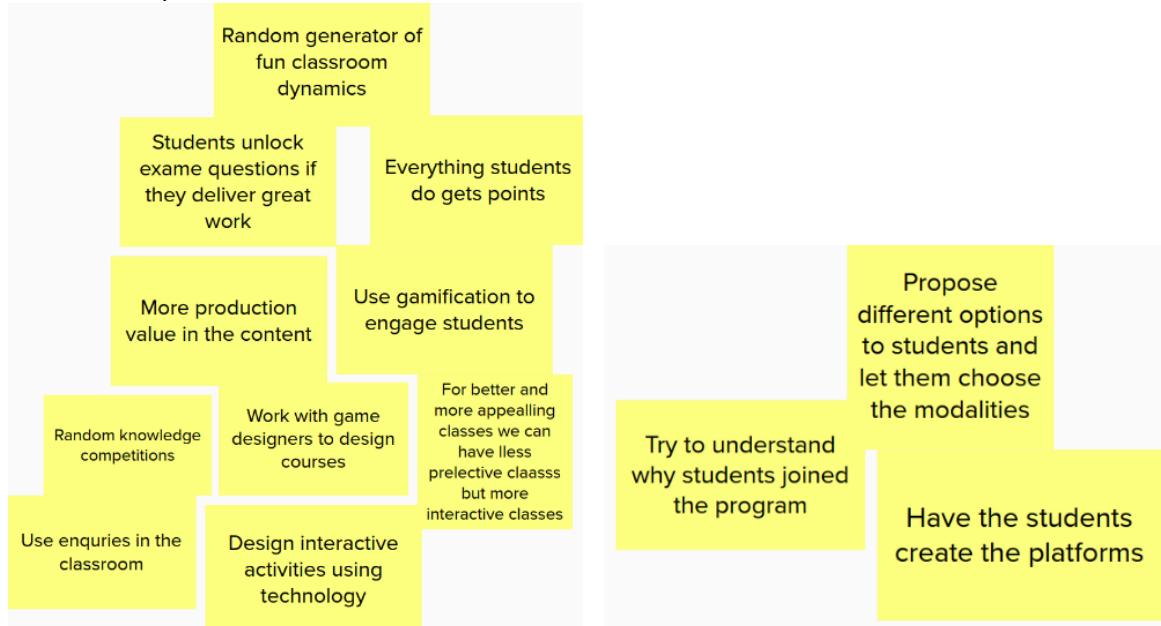 Random generator of
fun classroom
dynamics
Students unlock
exame questions if
they deliver great
work
Everything students
do gets points
More production
value in the content
Use gamification to
engage students
Random knowledge
competitions
Work with game
designers to design
courses
For better and
more appealling
classes we can
have lless
prelective claasss
but more
interactive classes
Use enquries in the
classroom
Design interactive
activities using
technology
Propose
different options
to students and
let them choose
the modalities
Try to understand
why students joined
the program
Have the students
create the platforms